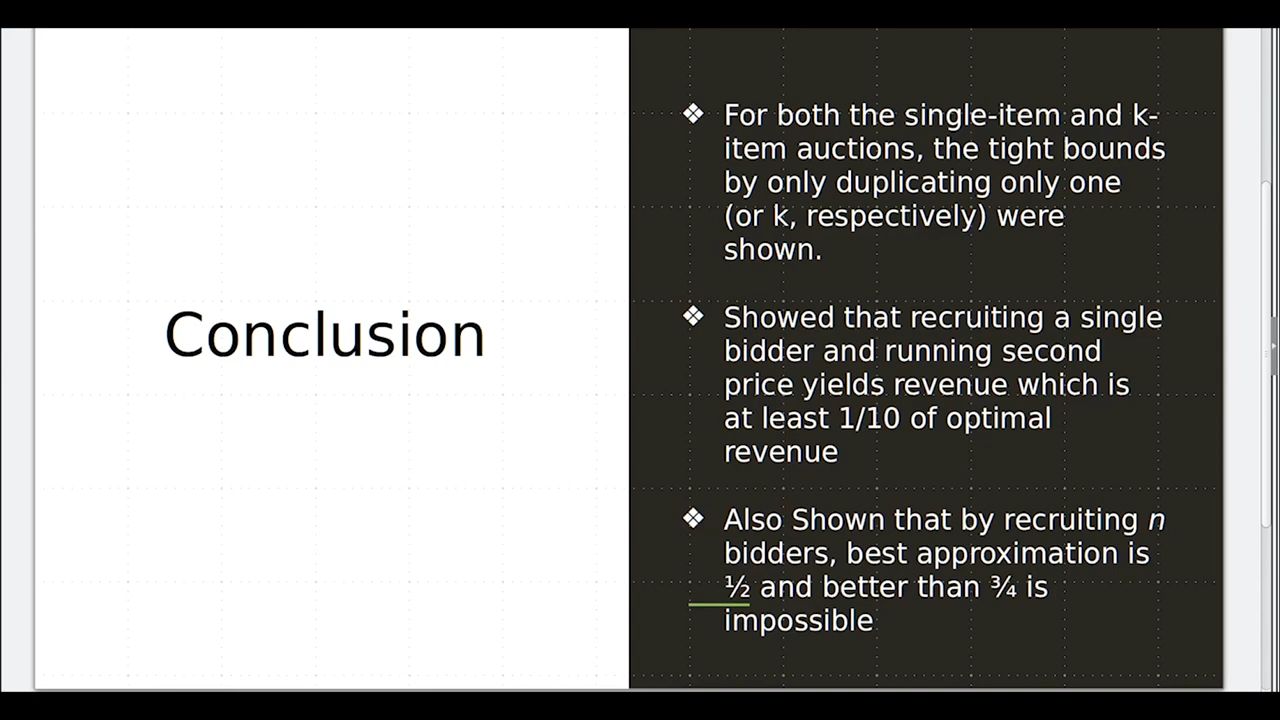 Conclusion
❖ For both the single-item and k-
item auctions, the tight bounds
by only duplicating only one
(or k, respectively) were
shown.
❖ Showed that recruiting a single
bidder and running second
price yields revenue which is
at least 1/10 of optimal
revenue
❖ Also Shown that by recruiting n
bidders, best approximation is
½ and better than ¾ is
impossible